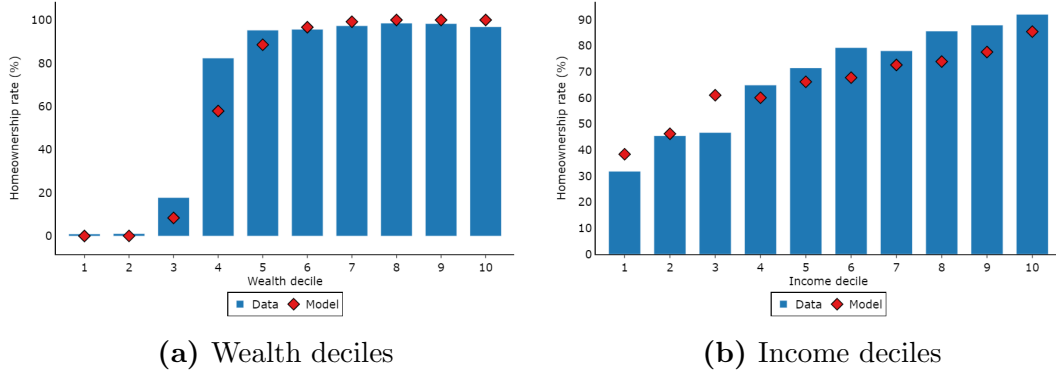 Homeownership rate (%)
100
80
60
40
20
0
1 2 3 4 5 6 7 8 9 10
Wealth decile
Data Model
(a) Wealth deciles
Homeownership rate (%)
90
80
70
60
50
40
30
20
10
0
1 2 3 4 5 6 7 8 9 10
Income decile
Data Model
(b) Income deciles